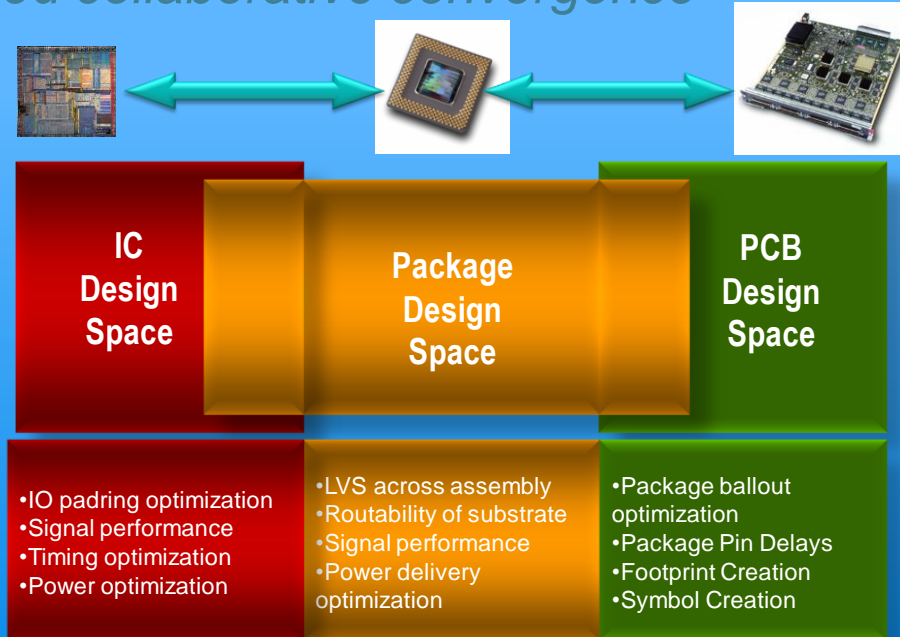 collaborative convergence
IC
Design
Space
Package
Design
Space
PCB
Design
Space
•IO padring optimization
•Signal performance
•Timing optimization
•Power optimization
•LVS across assembly
•Routability of substrate
•Signal performance
•Power delivery
optimization
•Package ballout
optimization
•Package Pin Delays
•Footprint Creation
•Symbol Creation